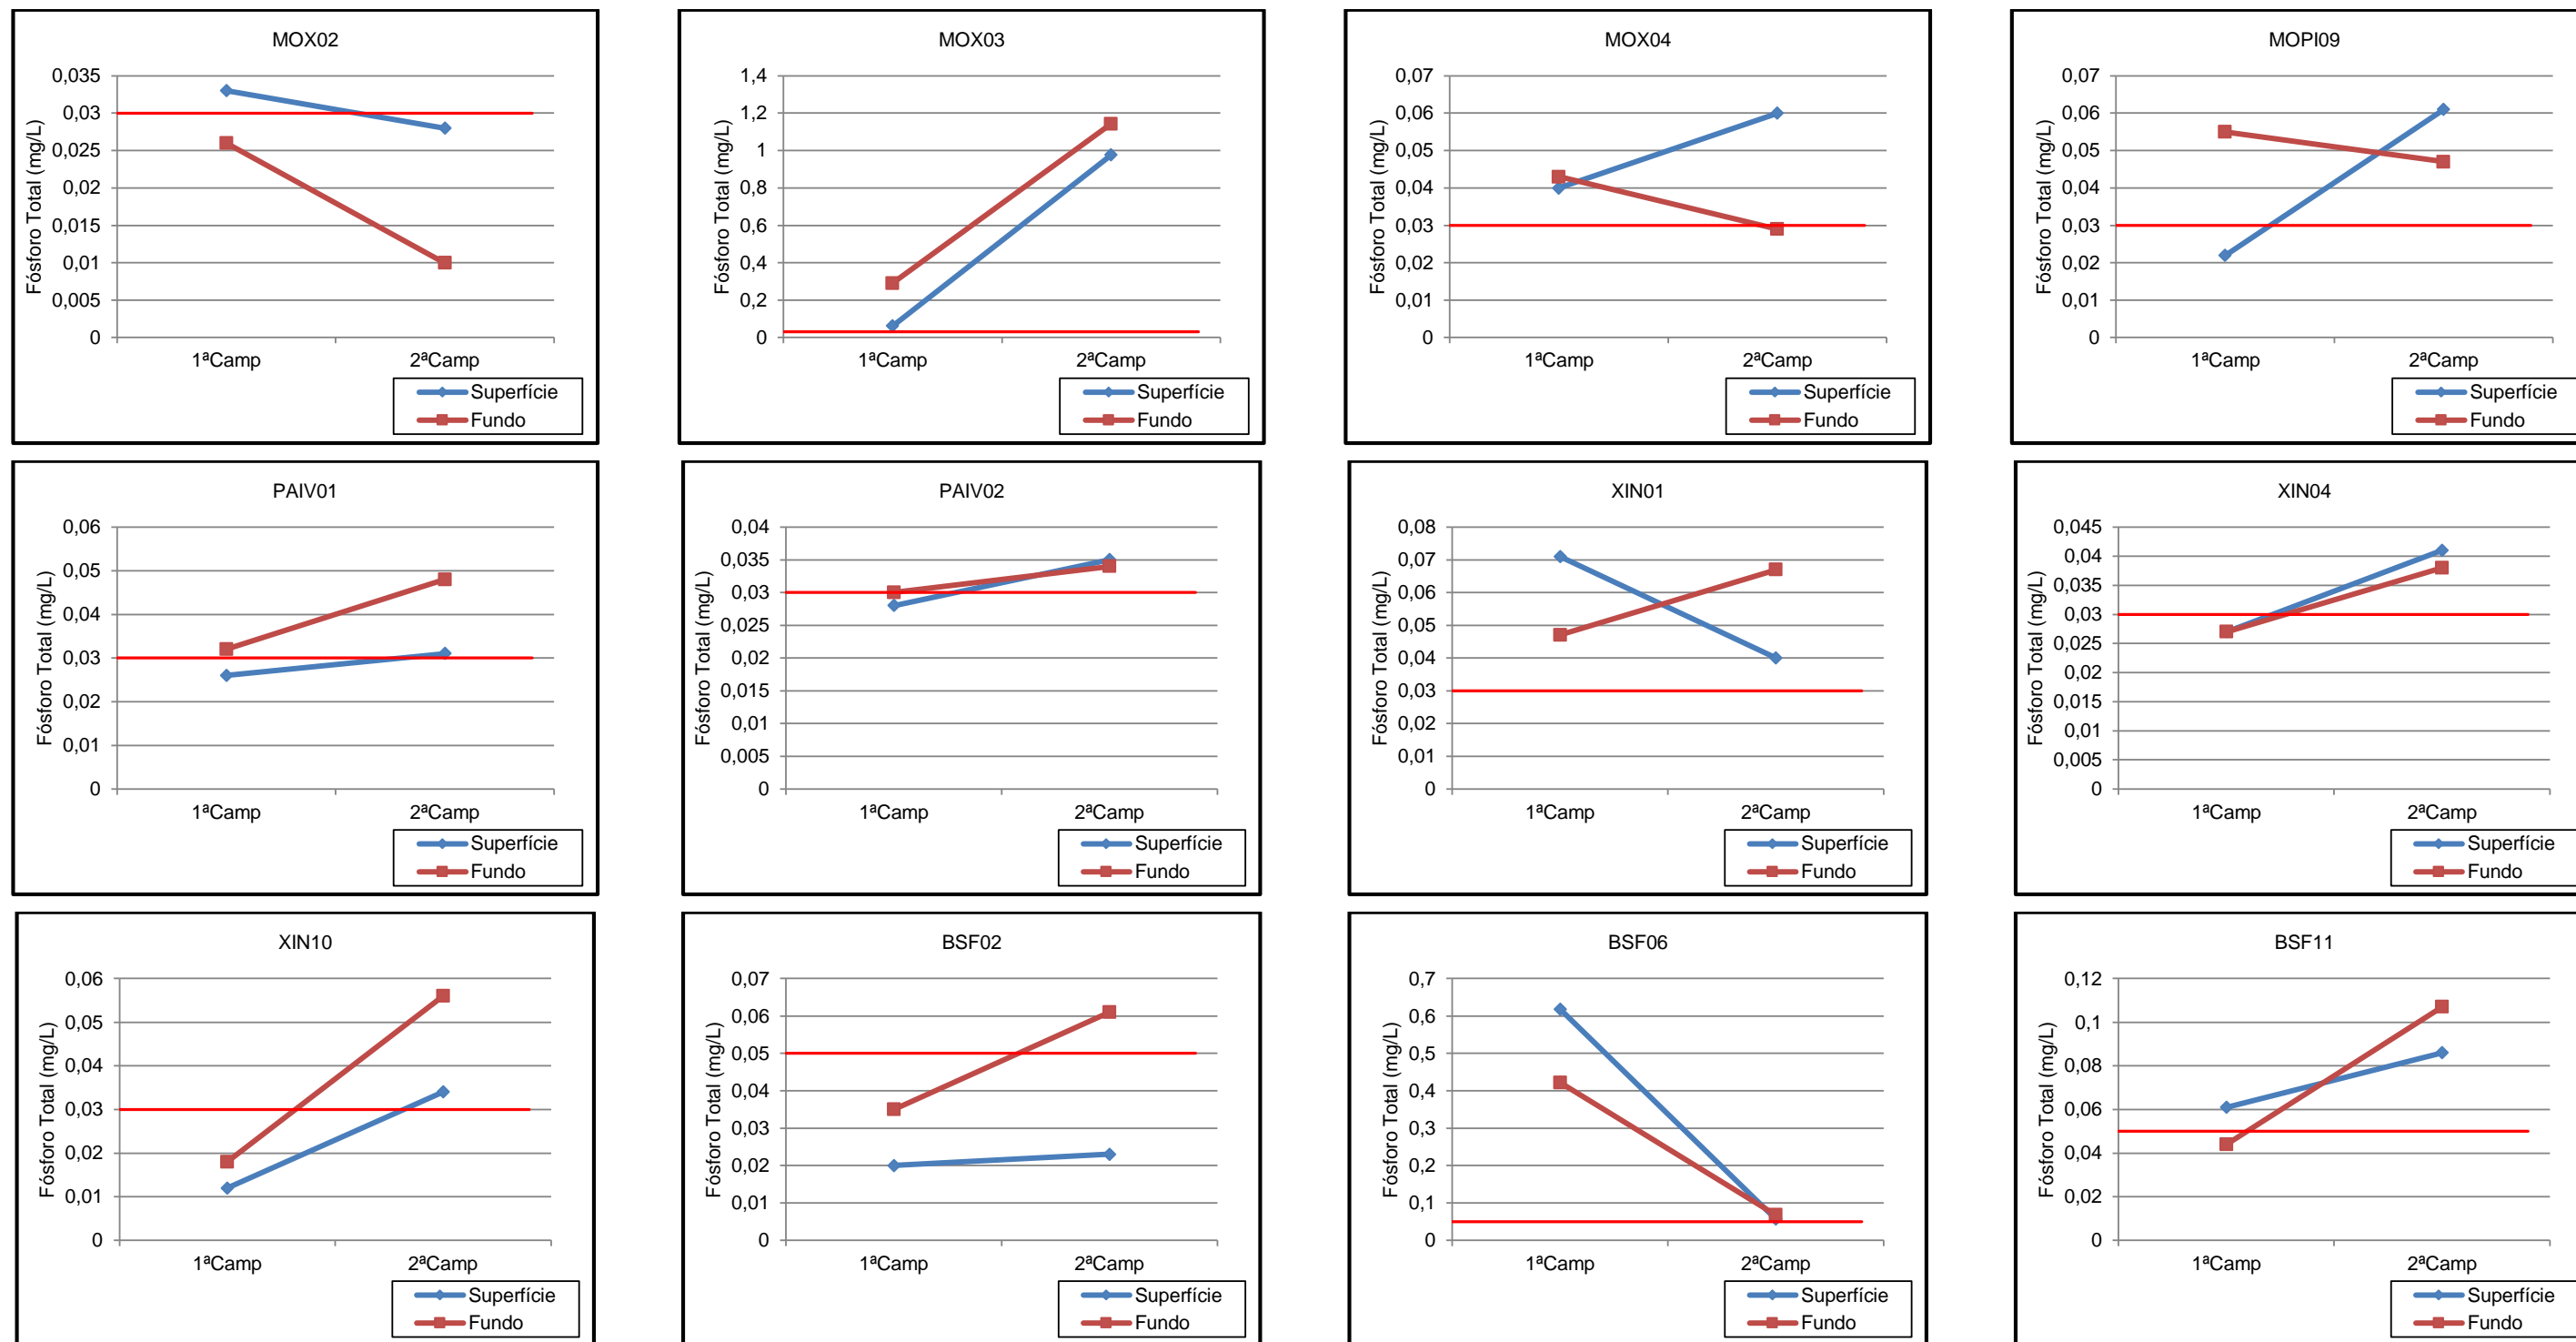 MOX02
Fósforo Total (mg/L)
0,035
0,03
0,025
0,02
0,015
0,01
0,005
0
1ªCamp 2ªCamp
Superfície
Fundo
MOX03
Fósforo Total (mg/L)
1,4
1,2
1
0,8
0,6
0,4
0,2
0
1ªCamp 2ªCamp
Superfície
Fundo
MOX04
Fósforo Total (mg/L)
0,07
0,06
0,05
0,04
0,03
0,02
0,01
0
1ªCamp 2ªCamp
Superfície
Fundo
MOPI09
Fósforo Total (mg/L)
0,07
0,06
0,05
0,04
0,03
0,02
0,01
0
1ªCamp 2ªCamp
Superfície
Fundo
PAIV01
Fósforo Total (mg/L)
0,06
0,05
0,04
0,03
0,02
0,01
0
1ªCamp 2ªCamp
Superfície
Fundo
PAIV02
Fósforo Total (mg/L)
0,04
0,035
0,03
0,025
0,02
0,015
0,01
0,005
0
1ªCamp 2ªCamp
Superfície
Fundo
XIN01
Fósforo Total (mg/L)
0,08
0,07
0,06
0,05
0,04
0,03
0,02
0,01
0
1ªCamp 2ªCamp
Superfície
Fundo
XIN04
Fósforo Total (mg/L)
0,045
0,04
0,035
0,03
0,025
0,02
0,015
0,01
0,005
0
1ªCamp 2ªCamp
Superfície
Fundo
XIN10
Fósforo Total (mg/L)
0,06
0,05
0,04
0,03
0,02
0,01
0
1ªCamp 2ªCamp
Superfície
Fundo
BSF02
Fósforo Total (mg/L)
0,07
0,06
0,05
0,04
0,03
0,02
0,01
0
1ªCamp 2ªCamp
Superfície
Fundo
BSF06
Fósforo Total (mg/L)
0,7
0,6
0,5
0,4
0,3
0,2
0,1
0
1ªCamp 2ªCamp
Superfície
Fundo
BSF11
Fósforo Total (mg/L)
0,12
0,1
0,08
0,06
0,04
0,02
0
1ªCamp 2ªCamp
Superfície
Fundo